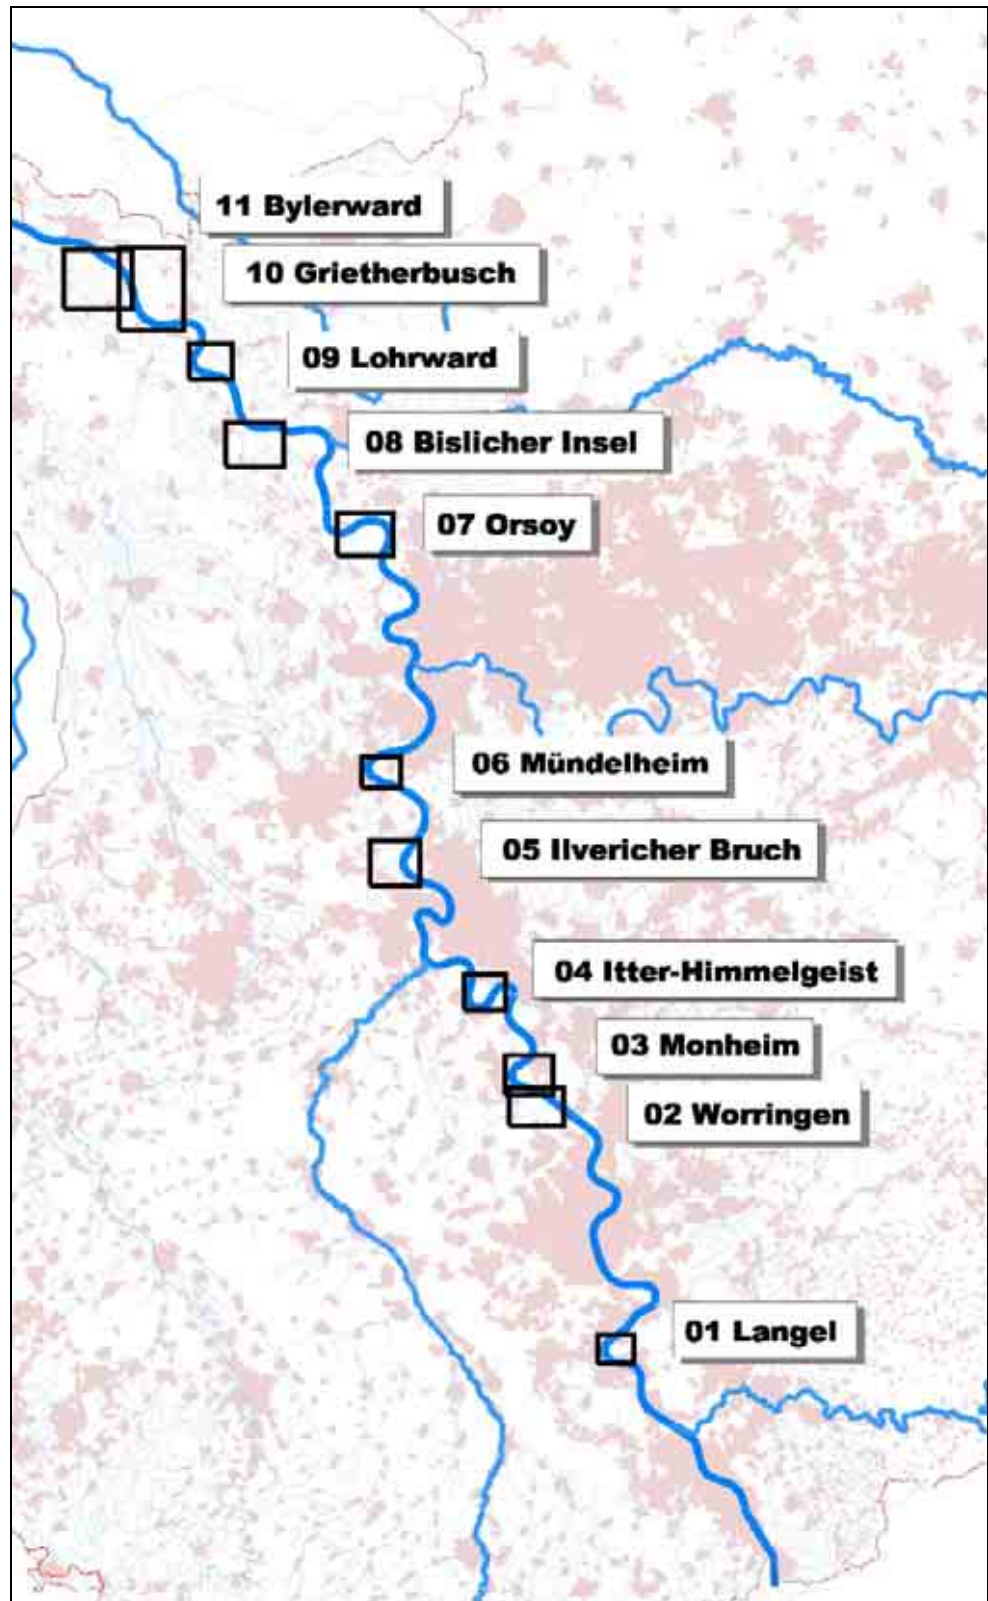 11 Bylerward
10 Grietherbusch
09 Lohrward
08 Bislicher Insel
07 Orsoy
06 Mündelheim
05 Ilvericher Bruch
04 Itter-Himmelgeist
03 Monheim
02 Worringen
01 Langel